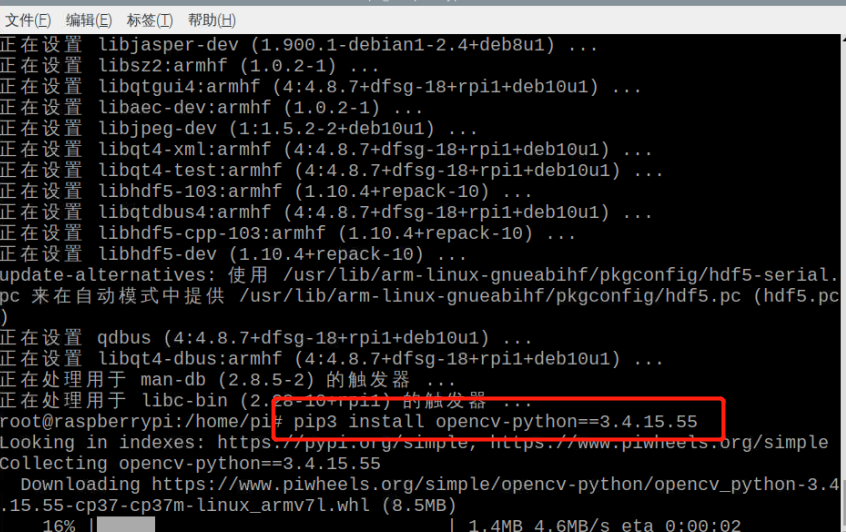 文件(F) 编辑(E) 标签(T) 帮助(H)
正在设置 libjasper-dev (1.900.1-debian1-2.4+deb8u1) ...
正在设置 libsz2:armhf (1.0.2-1) ...
正在设置 libqtgui4:armhf (4:4.8.7+dfsg-18+rpi1+deb10u1) ...
正在设置 libaec-dev:armhf (1.0.2-1) ...
正在设置 libjpeg-dev (1:1.5.2-2+deb10u1) ...
正在设置 libqt4-xml:armhf (4:4.8.7+dfsg-18+rpi1+deb10u1) ...
正在设置 libqt4-test:armhf (4:4.8.7+dfsg-18+rpi1+deb10u1) ...
正在设置 libhdf5-103:armhf (1.10.4+repack-10) ...
正在设置 libqtdbus4:armhf (4:4.8.7+dfsg-18+rpi1+deb10u1) ...
正在设置 libhdf5-cpp-103:armhf (1.10.4+repack-10) ...
正在设置 libhdf5-dev (1.10.4+repack-10) ...
update-alternatives: 使用 /usr/lib/arm-linux-gnueabihf/pkgconfig/hdf5-serial.
pc 来在自动模式中提供 /usr/lib/arm-linux-gnueabihf/pkgconfig/hdf5.pc (hdf5.pc
)
正在设置 qdbus (4:4.8.7+dfsg-18+rpi1+deb10u1) ...
正在设置 libqt4-dbus:armhf (4:4.8.7+dfsg-18+rpi1+deb10u1) ...
正在处理用于 man-db (2.8.5-2) 的触发器 ...
正在处理用于 libc-bin (2.28-10+rpi1) 的触发器 ...
root@raspberrypi:/home/pi# pip3 install opencv-python==3.4.15.55
Looking in indexes: https://pypi.org/simple, https://www.piwheels.org/simple
Collecting opencv-python==3.4.15.55
Downloading https://www.piwheels.org/simple/opencv-python/opencv_python-3.4
.15.55-cp37-cp37m-linux_armv7l.whl (8.5MB)
16% | | 1.4MB 4.6MB/s eta 0:00:02